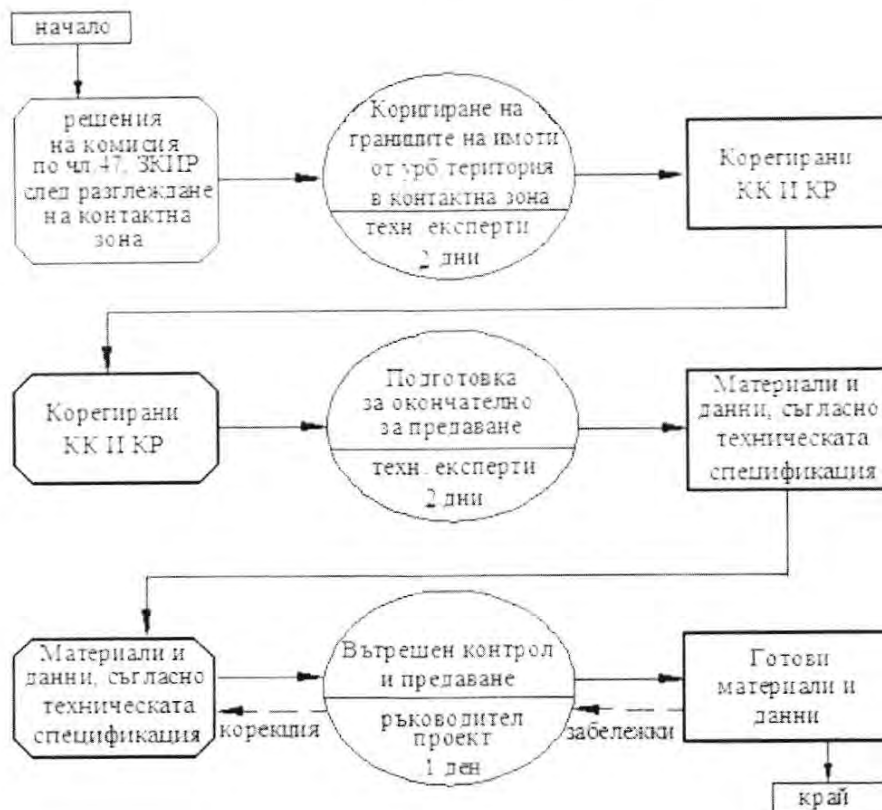 начало
решения
на комисия
по чл.47, ЗКИР
след разглеждане
на контактна
зона
Коригиране на
границите на имоти
от урб.територия
в контактна зона
техн. експерти
2 дни
Корегирани
КК И КР
Корегирани
КК И КР
Подготовка
за окончателно
за предаване
техн. експерти
2 дни
Материали и
данни, съгласно
техническата
спецификация
Материали и
данни, съгласно
техническата
спецификация
корекция
Вътрешен контрол
и предаване
ръководител
проект
1 ден
забележки
Готови
материали и
данни
край